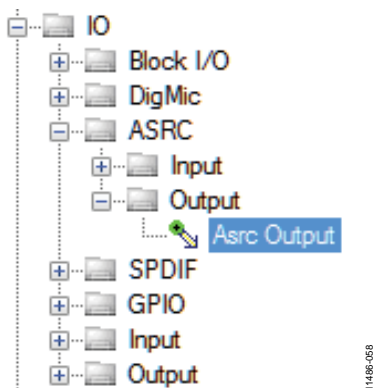 IO
Block I/O
DigMic
ASRC
Input
Output
Asrc Output
SPDIF
GPIO
Input
Output
11486-058